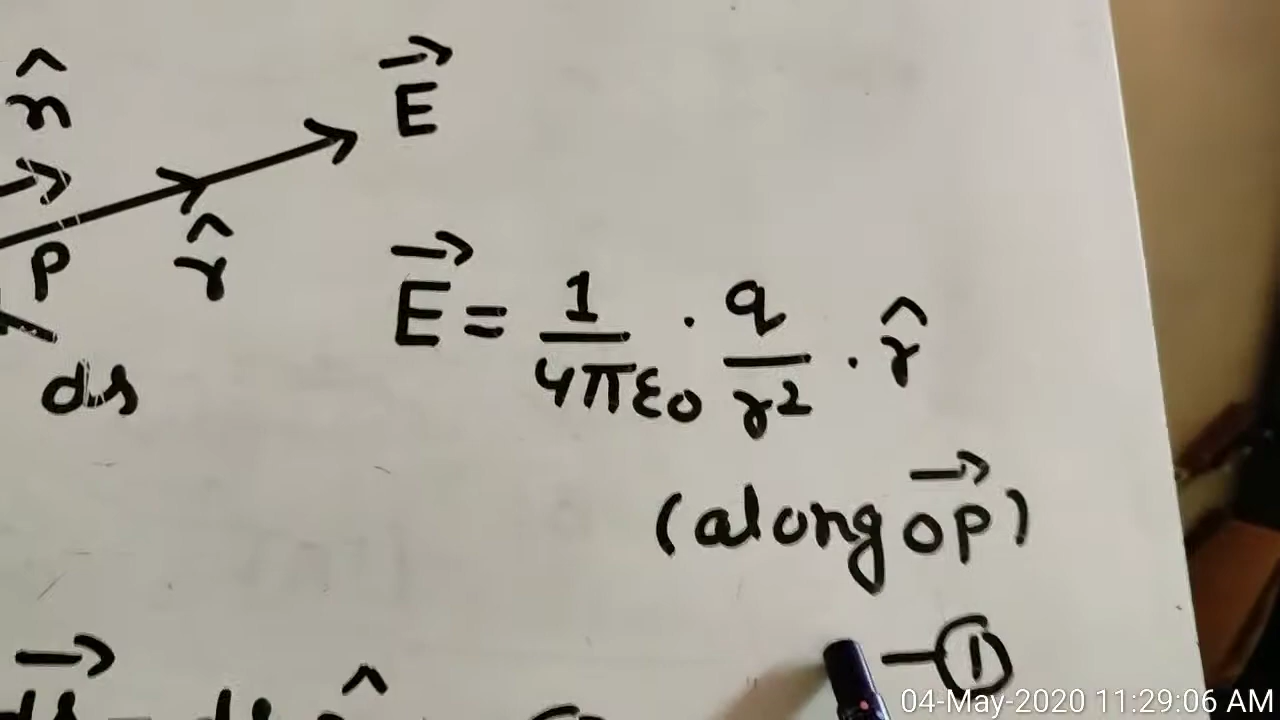 n̂
E⃗
P
r̂
ds
E⃗ = 1/4πε0 · q/r² · r̂
(along OP⃗)
—①
04-May-2020 11:29:06 AM